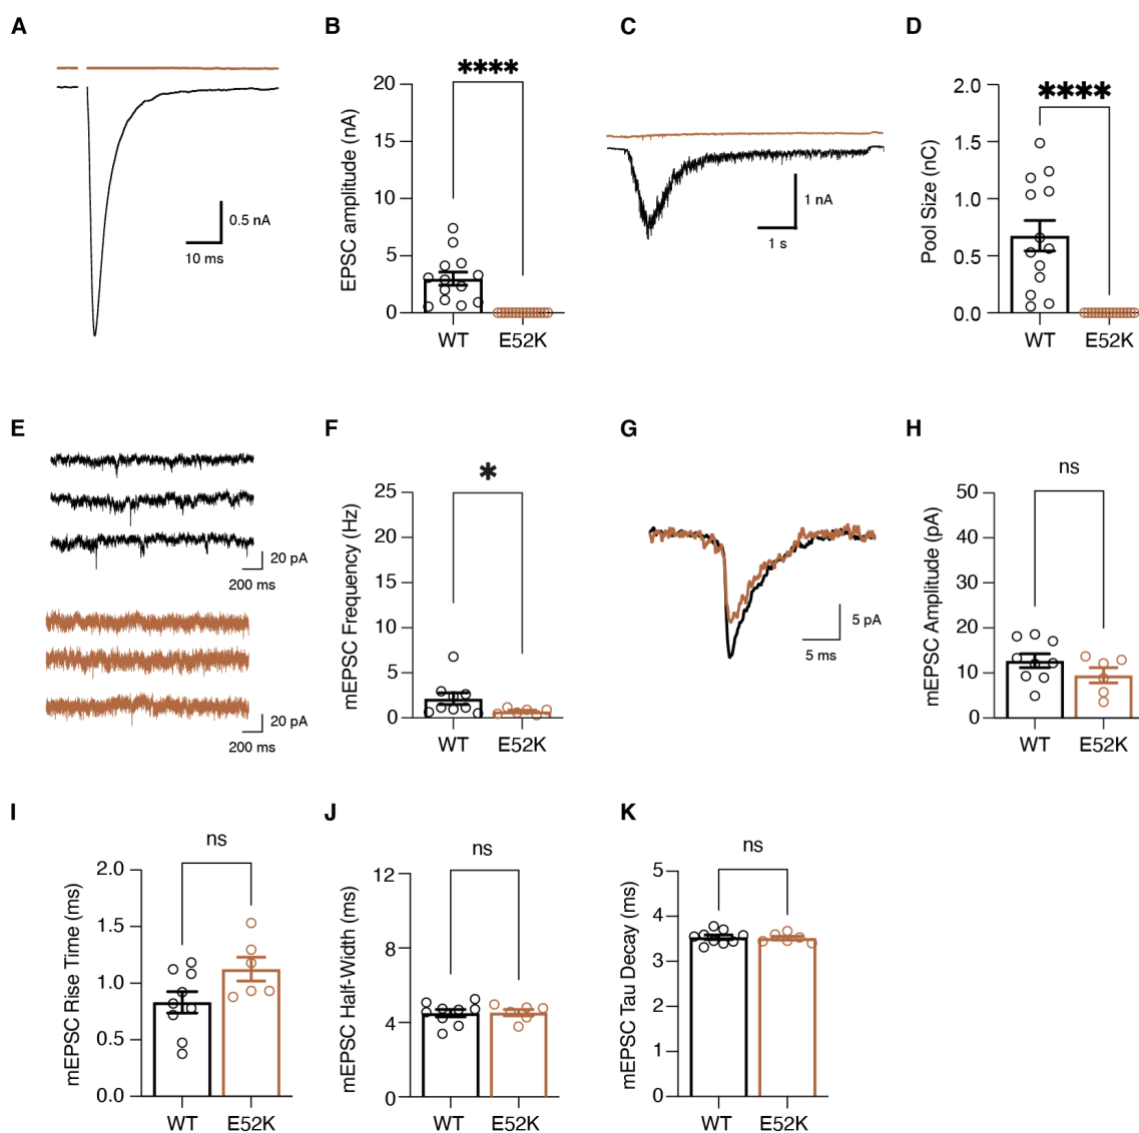 A
0.5 nA
10 ms
B
****
EPSC amplitude (nA)
20
15
10
5
0
WT
E52K
C
1 nA
1 s
D
****
Pool Size (nC)
2.0
1.5
1.0
0.5
0.0
WT
E52K
E
20 pA
200 ms
20 pA
200 ms
F
*
mEPSC Frequency (Hz)
25
20
15
10
5
0
WT
E52K
G
5 pA
5 ms
H
ns
mEPSC Amplitude (pA)
50
40
30
20
10
0
WT
E52K
I
ns
mEPSC Rise Time (ms)
2.0
1.5
1.0
0.5
0.0
WT
E52K
J
ns
mEPSC Half-Width (ms)
12
8
4
0
WT
E52K
K
ns
mEPSC Tau Decay (ms)
5
4
3
2
1
0
WT
E52K